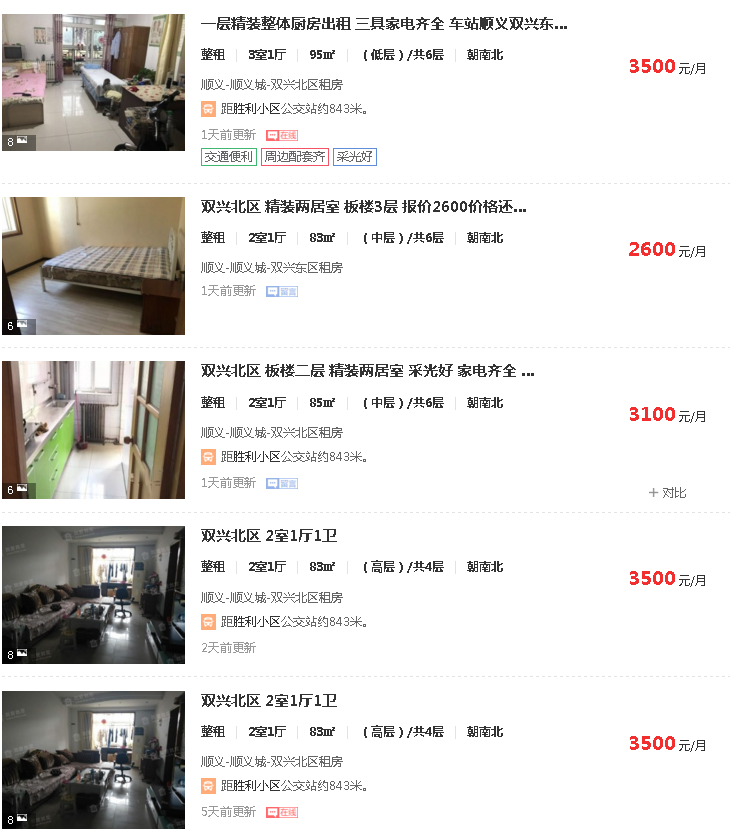 一层精装整体厨房出租 三具家电齐全 车站顺义双兴东...
整租 3室1厅 95㎡ (低层)/共6层 朝南北
3500元/月
顺义-顺义城-双兴北区租房
距胜利小区公交站约843米。
1天前更新 在线
8
交通便利 周边配套齐 采光好
双兴北区 精装两居室 板楼3层 报价2600价格还...
整租 2室1厅 83㎡ (中层)/共6层 朝南北
2600元/月
顺义-顺义城-双兴东区租房
1天前更新 留言
6
双兴北区 板楼二层 精装两居室 采光好 家电齐全 ...
整租 2室1厅 85㎡ (中层)/共6层 朝南北
3100元/月
顺义-顺义城-双兴北区租房
距胜利小区公交站约843米。
1天前更新 留言
6
+对比
双兴北区 2室1厅1卫
整租 2室1厅 83㎡ (高层)/共4层 朝南北
3500元/月
顺义-顺义城-双兴北区租房
距胜利小区公交站约843米。
2天前更新
8
双兴北区 2室1厅1卫
整租 2室1厅 83㎡ (高层)/共4层 朝南北
3500元/月
顺义-顺义城-双兴北区租房
距胜利小区公交站约843米。
5天前更新 在线
8